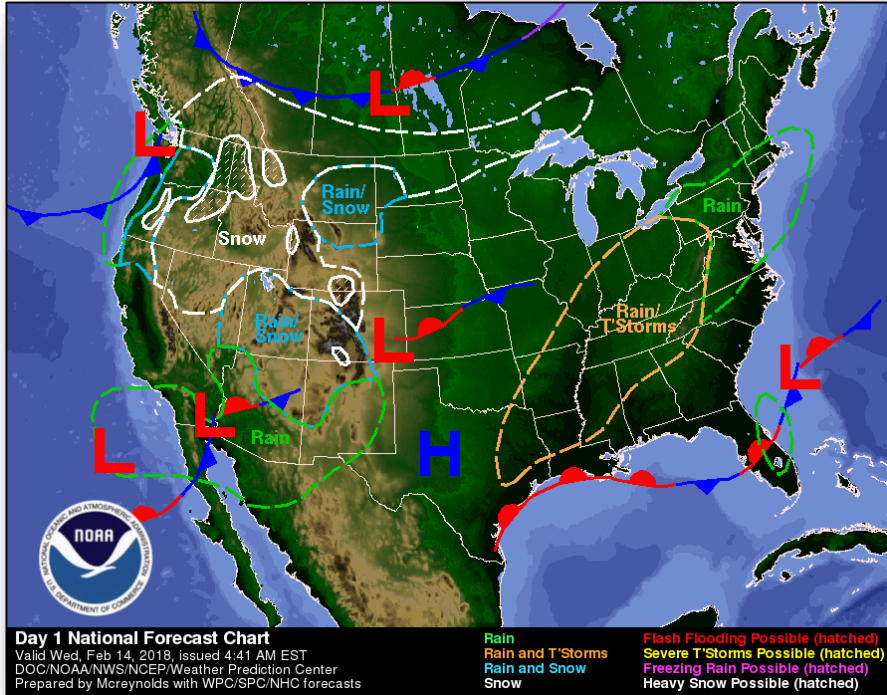 L
L
Rain/
Snow
Rain
Snow
Rain/
T'Storms
Rain/
Snow
L
L
L
Rain
L
H
NATIONAL OCEANIC AND ATMOSPHERIC ADMINISTRATION
NOAA
U.S. DEPARTMENT OF COMMERCE
Day 1 National Forecast Chart
Valid Wed, Feb 14, 2018, issued 4:41 AM EST
DOC/NOAA/NWS/NCEP/Weather Prediction Center
Prepared by Mcreynolds with WPC/SPC/NHC forecasts
Rain
Rain and T'Storms
Rain and Snow
Snow
Flash Flooding Possible (hatched)
Severe T'Storms Possible (hatched)
Freezing Rain Possible (hatched)
Heavy Snow Possible (hatched)